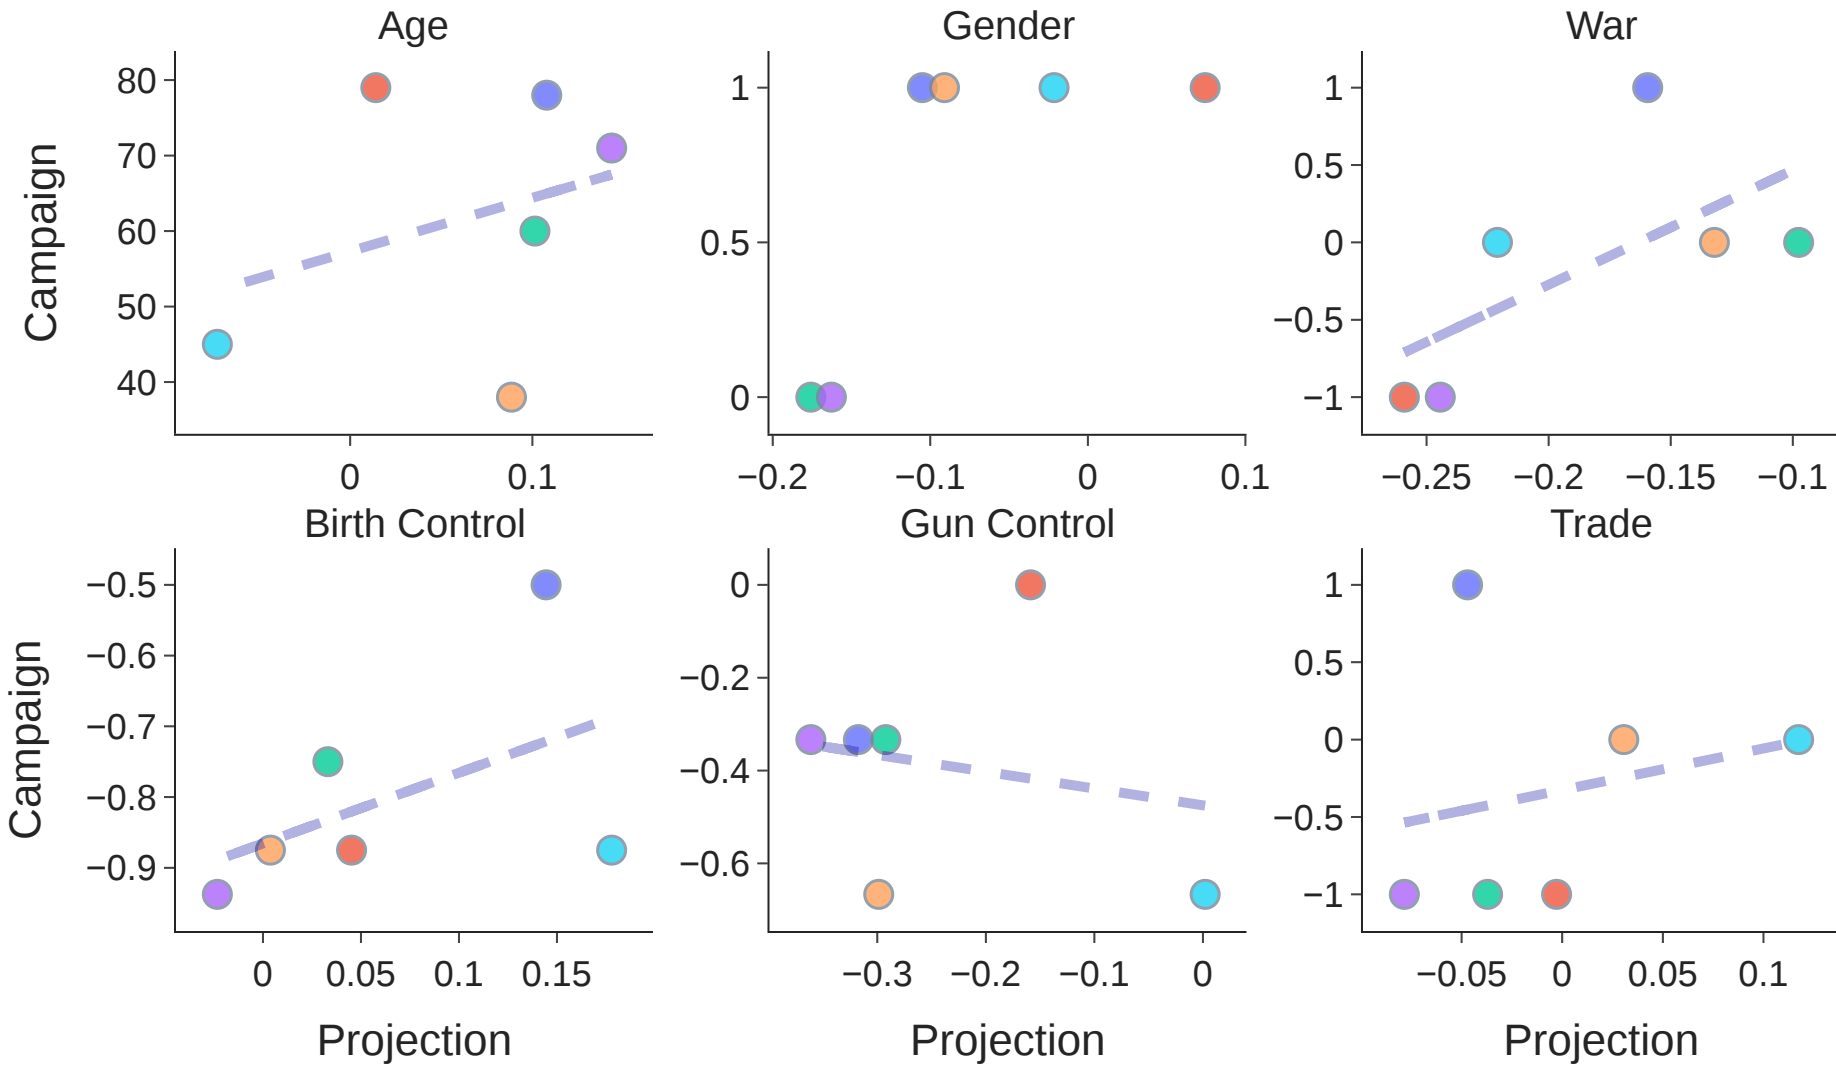 Age Gender War
80
70
60
50
40
Campaign
0 0.1
1
0.5
0
−0.2 −0.1 0 0.1
1
0.5
0
−0.5
−1
−0.25 −0.2 −0.15 −0.1
Birth Control Gun Control Trade
−0.5
−0.6
−0.7
−0.8
−0.9
Campaign
0 0.05 0.1 0.15
Projection
0
−0.2
−0.4
−0.6
−0.3 −0.2 −0.1 0
Projection
1
0.5
0
−0.5
−1
−0.05 0 0.05 0.1
Projection